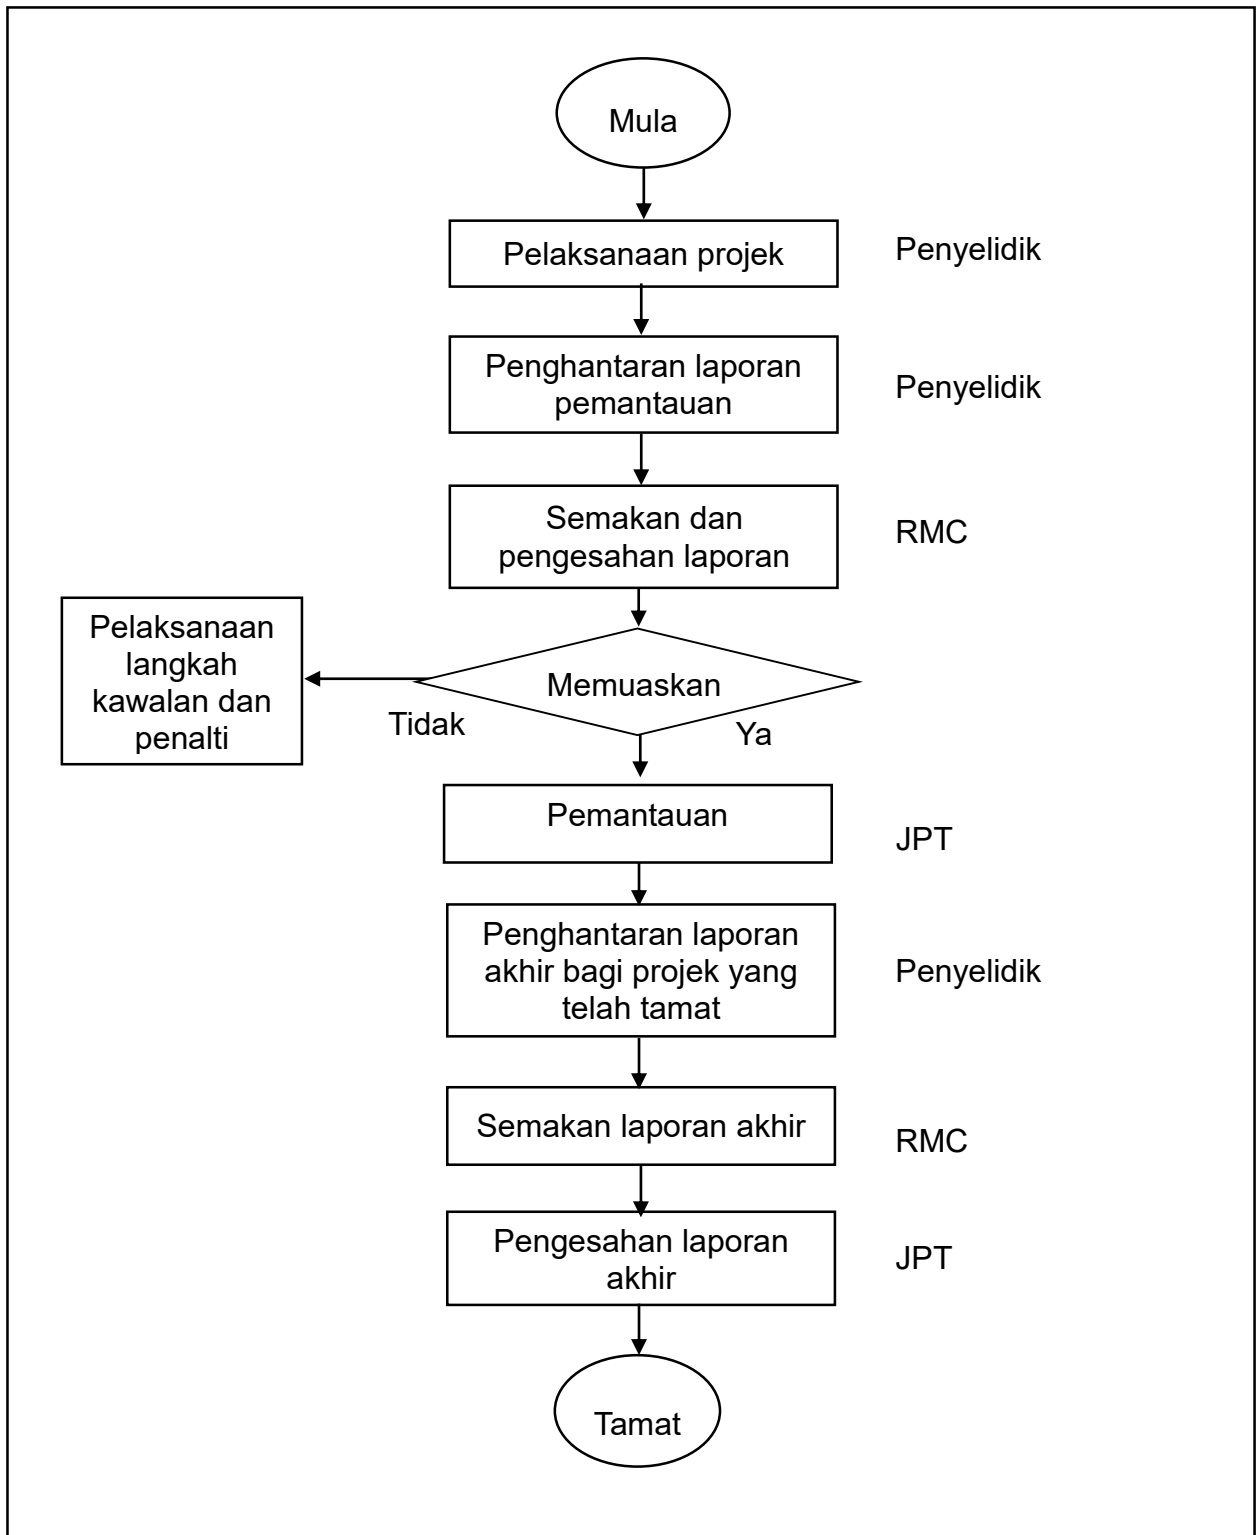 Mula
Pelaksanaan projek
Penyelidik
Penghantaran laporan
pemantauan
Penyelidik
Semakan dan
pengesahan laporan
RMC
Pelaksanaan
langkah
kawalan dan
penalti
Memuaskan
Tidak
Ya
Pemantauan
JPT
Penghantaran laporan
akhir bagi projek yang
telah tamat
Penyelidik
Semakan laporan akhir
RMC
Pengesahan laporan
akhir
JPT
Tamat